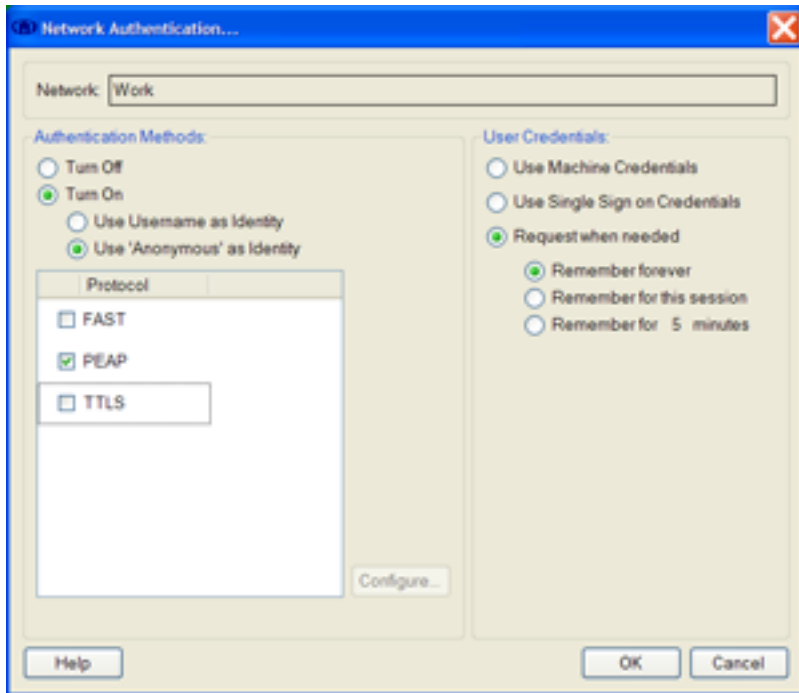 Network Authentication...
Network: Work
Authentication Methods:
Turn Off
Turn On
Use Username as Identity
Use 'Anonymous' as Identity
Protocol
FAST
PEAP
TTLS
Configure...
User Credentials:
Use Machine Credentials
Use Single Sign on Credentials
Request when needed
Remember forever
Remember for this session
Remember for 5 minutes
Help
OK
Cancel